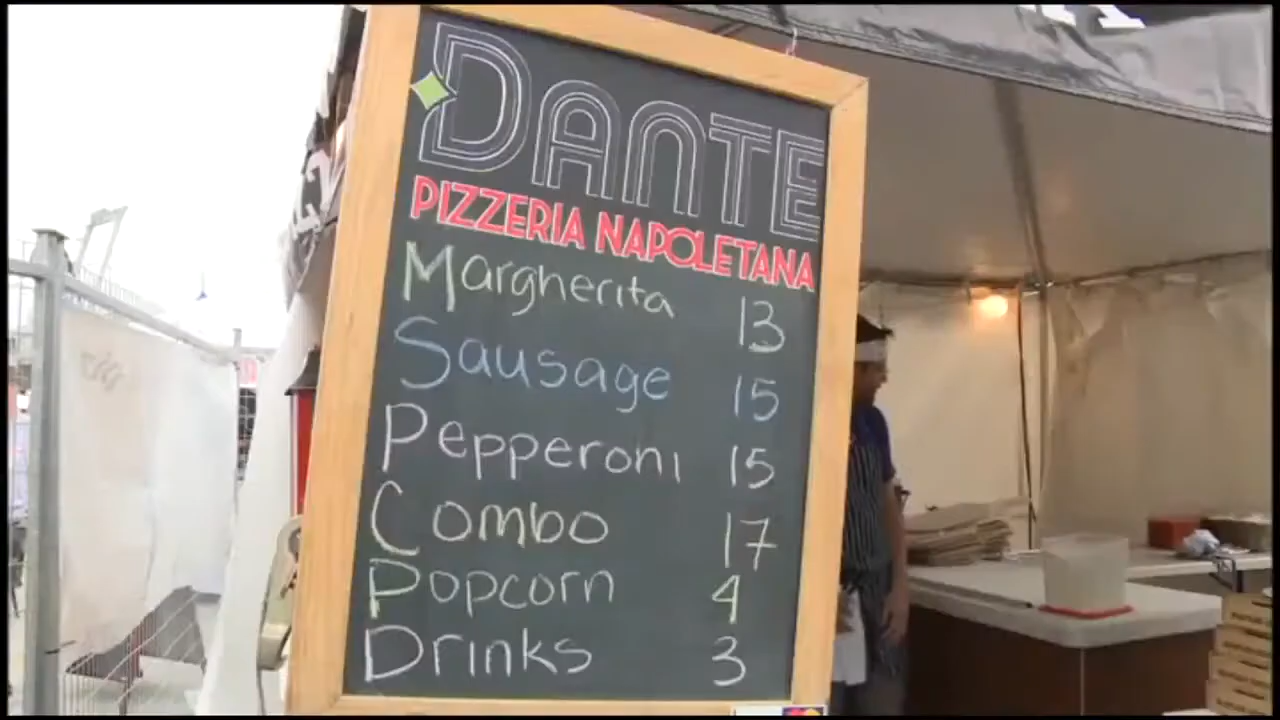 DANTE
PIZZERIA NAPOLETANA
Margherita 13
Sausage 15
Pepperoni 15
Combo 17
Popcorn 4
Drinks 3